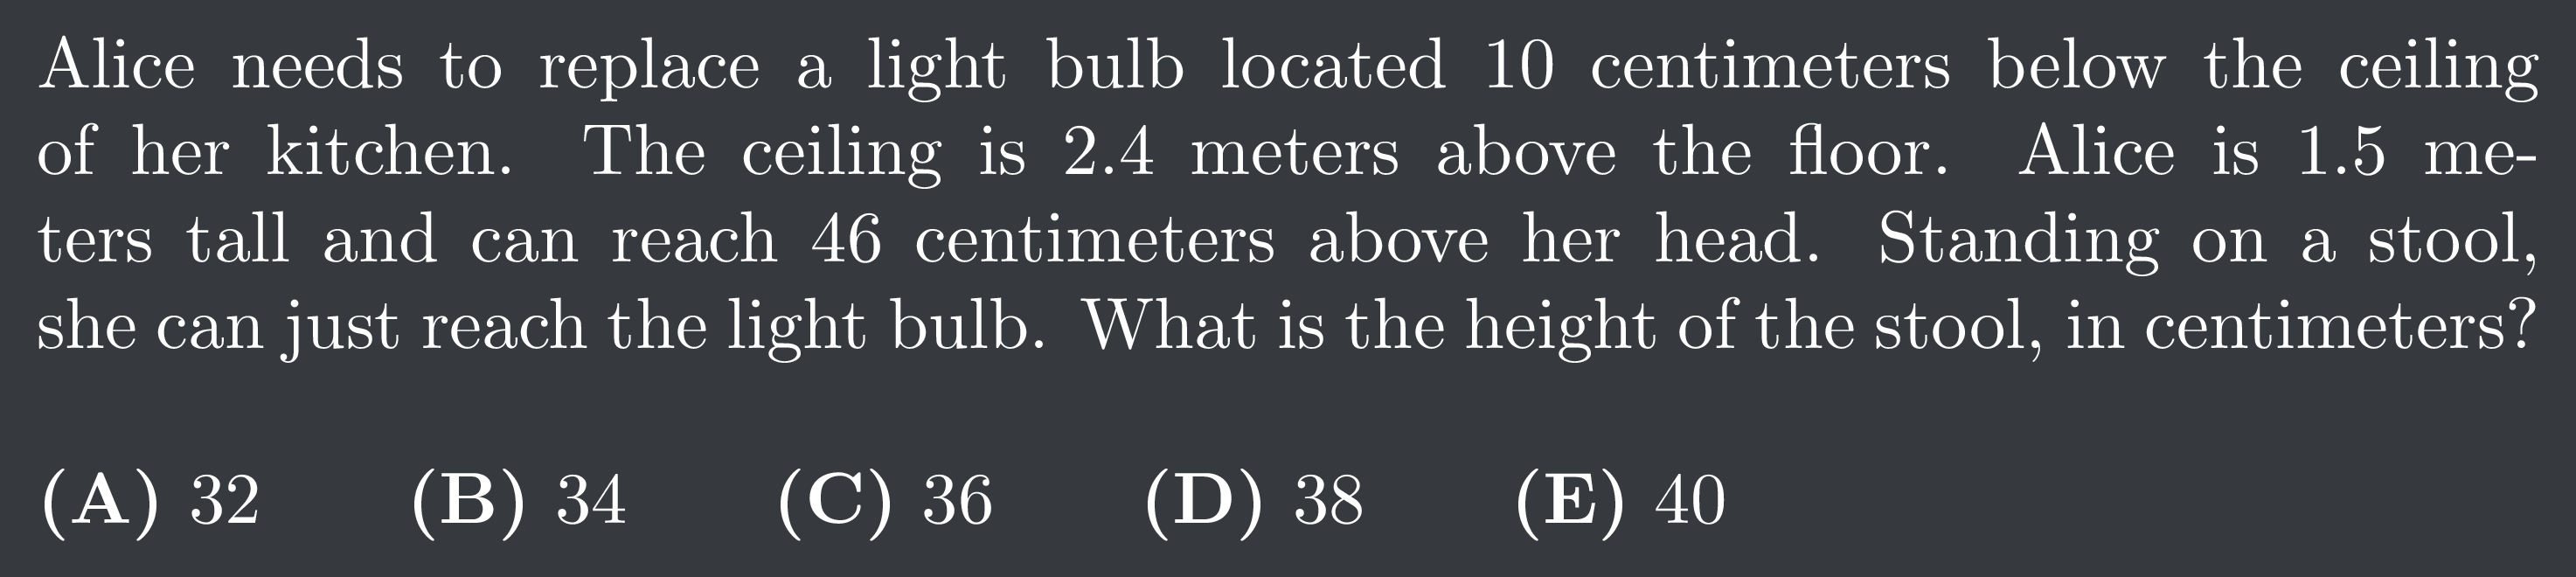 Alice needs to replace a light bulb located 10 centimeters below the ceiling
of her kitchen. The ceiling is 2.4 meters above the floor. Alice is 1.5 me-
ters tall and can reach 46 centimeters above her head. Standing on a stool,
she can just reach the light bulb. What is the height of the stool, in centimeters?
(A) 32 (B) 34 (C) 36 (D) 38 (E) 40